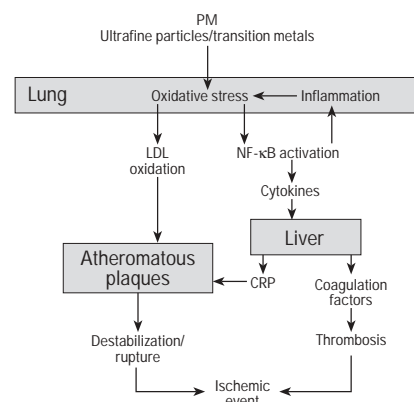 PM
Ultrafine particles/transition metals
Lung
Oxidative stress
Inflammation
LDL
oxidation
NF-κB activation
Cytokines
Liver
Atheromatous
plaques
CRP
Coagulation
factors
Destabilization/
rupture
Thrombosis
Ischemic
event